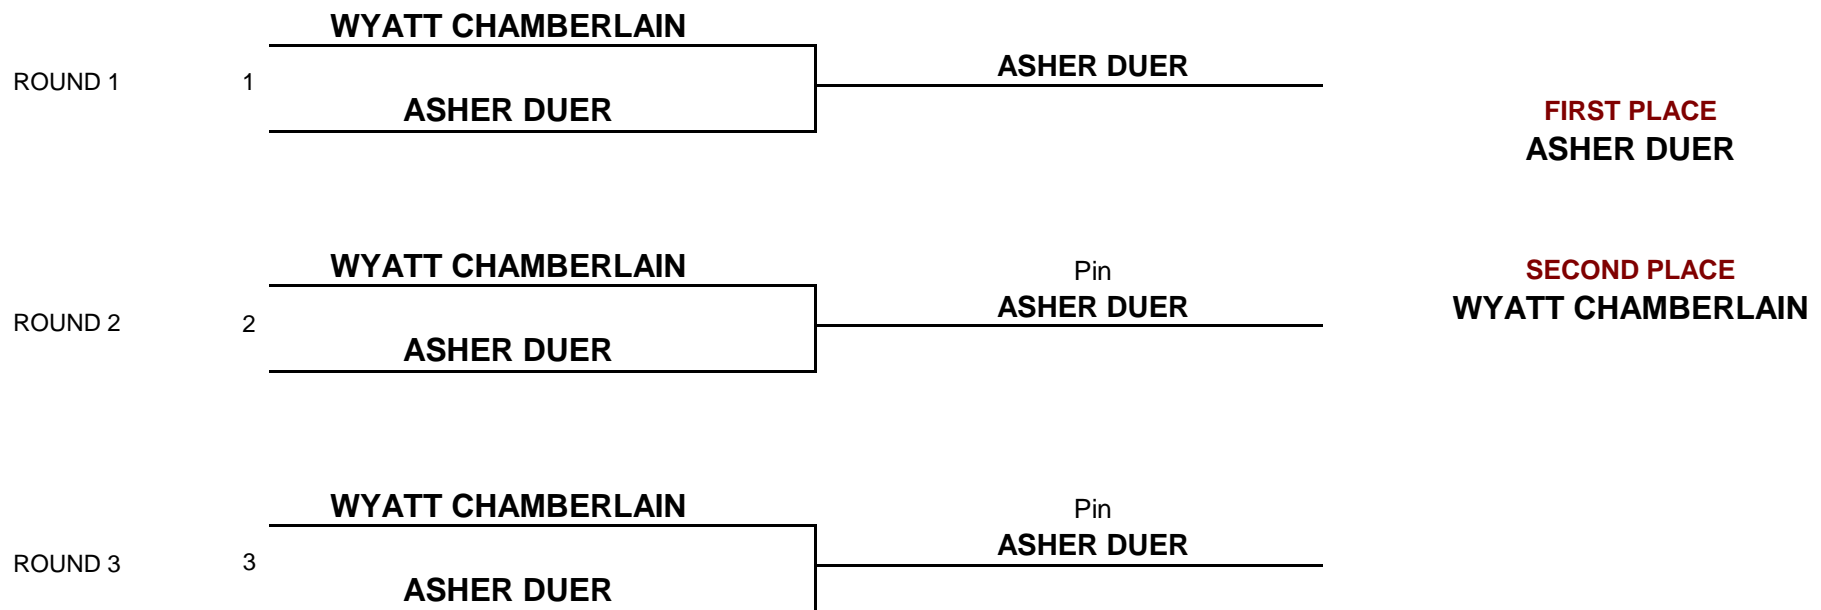 WYATT CHAMBERLAIN
ROUND 1 1 ASHER DUER
ASHER DUER
FIRST PLACE
ASHER DUER
WYATT CHAMBERLAIN
Pin
SECOND PLACE
ROUND 2 2 ASHER DUER
WYATT CHAMBERLAIN
ASHER DUER
WYATT CHAMBERLAIN
Pin
ROUND 3 3 ASHER DUER
ASHER DUER